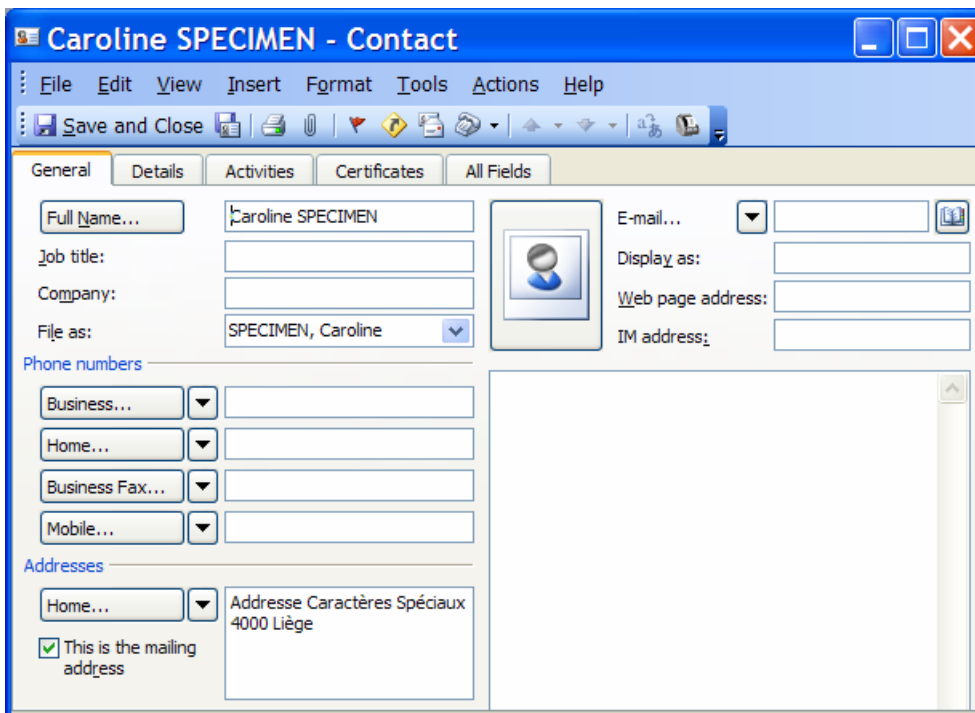 Caroline SPECIMEN - Contact
File Edit View Insert Format Tools Actions Help
Save and Close
General Details Activities Certificates All Fields
Full Name... Caroline SPECIMEN E-mail...
Job title: Display as:
Company: Web page address:
File as: SPECIMEN, Caroline IM address:
Phone numbers
Business...
Home...
Business Fax...
Mobile...
Addresses
Home... Addresse Caractères Spéciaux
4000 Liège
This is the mailing
address